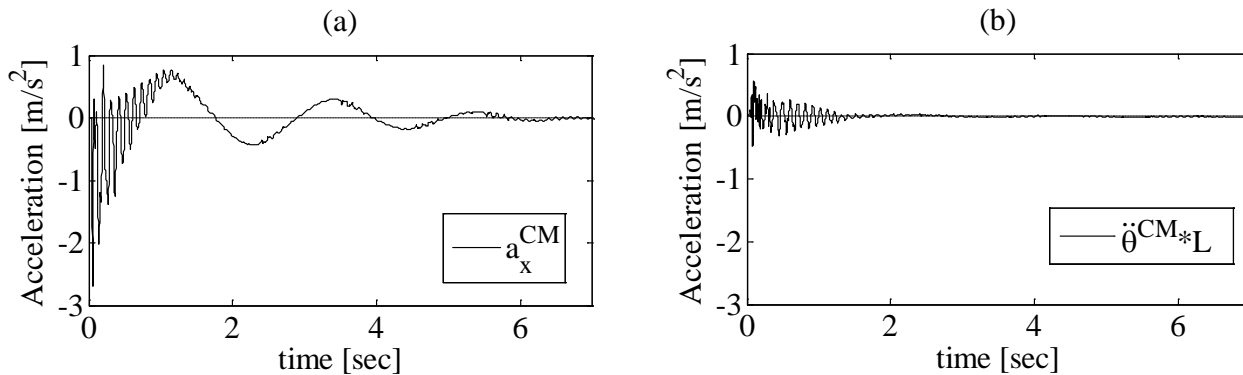 (a)
Acceleration [m/s²]
1
0
-1
-2
-3
0 2 4 6
time [sec]
a_x^CM
(b)
Acceleration [m/s²]
1
0
-1
-2
-3
0 2 4 6
time [sec]
θ̈^CM*L